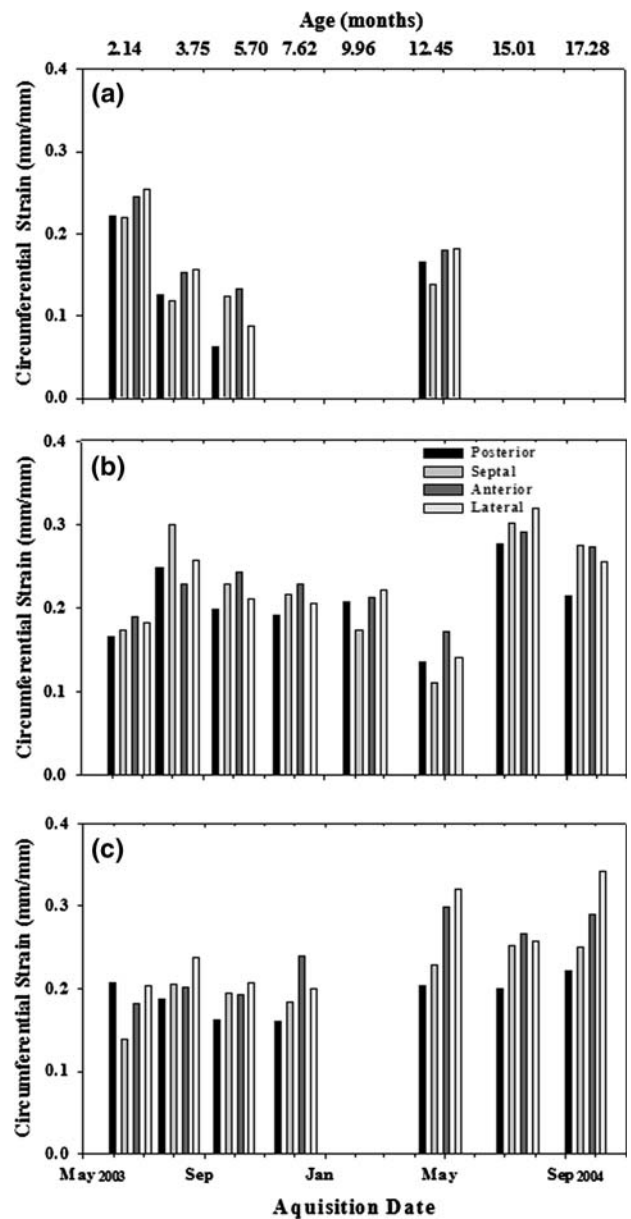 Age (months)
2.14 3.75 5.70 7.62 9.96 12.45 15.01 17.28
(a)
Circumferential Strain (mm/mm)
0.4
0.3
0.2
0.1
0.0
(b)
Circumferential Strain (mm/mm)
0.4
0.3
0.2
0.1
0.0
Posterior
Septal
Anterior
Lateral
(c)
Circumferential Strain (mm/mm)
0.4
0.3
0.2
0.1
0.0
May 2003 Sep Jan May Sep 2004
Aquisition Date